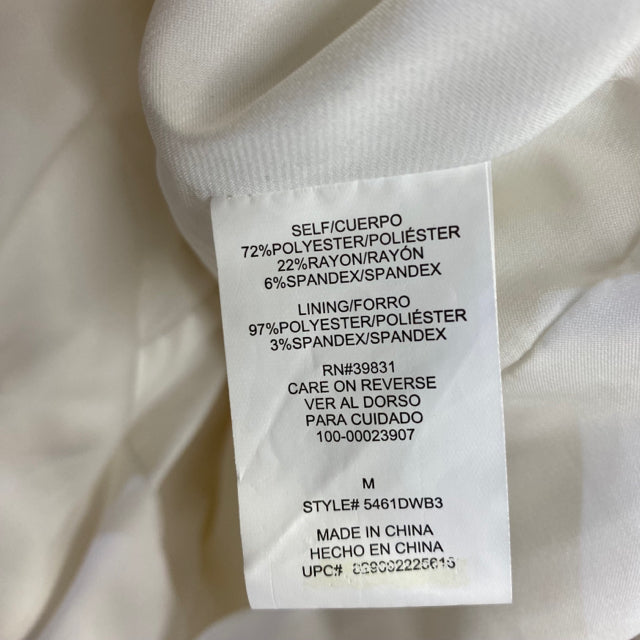 SELF/CUERPO
72%POLYESTER/POLIÉSTER
22%RAYON/RAYÓN
6%SPANDEX/SPANDEX
LINING/FORRO
97%POLYESTER/POLIÉSTER
3%SPANDEX/SPANDEX
RN#39831
CARE ON REVERSE
VER AL DORSO
PARA CUIDADO
100-00023907
M
STYLE# 5461DWB3
MADE IN CHINA
HECHO EN CHINA
UPC#